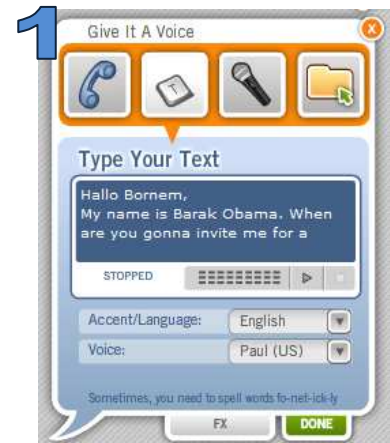 1
Give It A Voice
X
T
Type Your Text
Hallo Bornem,
My name is Barak Obama. When
are you gonna invite me for a
STOPPED
Accent/Language: English
Voice: Paul (US)
Sometimes, you need to spell words fo-net-ick-ly
FX DONE